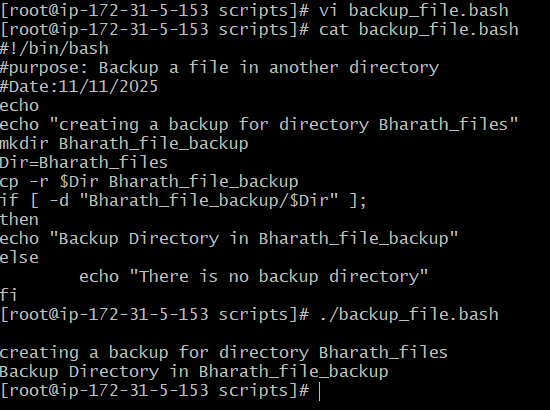 [root@ip-172-31-5-153 scripts]# vi backup_file.bash
[root@ip-172-31-5-153 scripts]# cat backup_file.bash
#!/bin/bash
#purpose: Backup a file in another directory
#Date:11/11/2025
echo
echo "creating a backup for directory Bharath_files"
mkdir Bharath_file_backup
Dir=Bharath_files
cp -r $Dir Bharath_file_backup
if [ -d "Bharath_file_backup/$Dir" ];
then
echo "Backup Directory in Bharath_file_backup"
else
        echo "There is no backup directory"
fi
[root@ip-172-31-5-153 scripts]# ./backup_file.bash

creating a backup for directory Bharath_files
Backup Directory in Bharath_file_backup
[root@ip-172-31-5-153 scripts]#